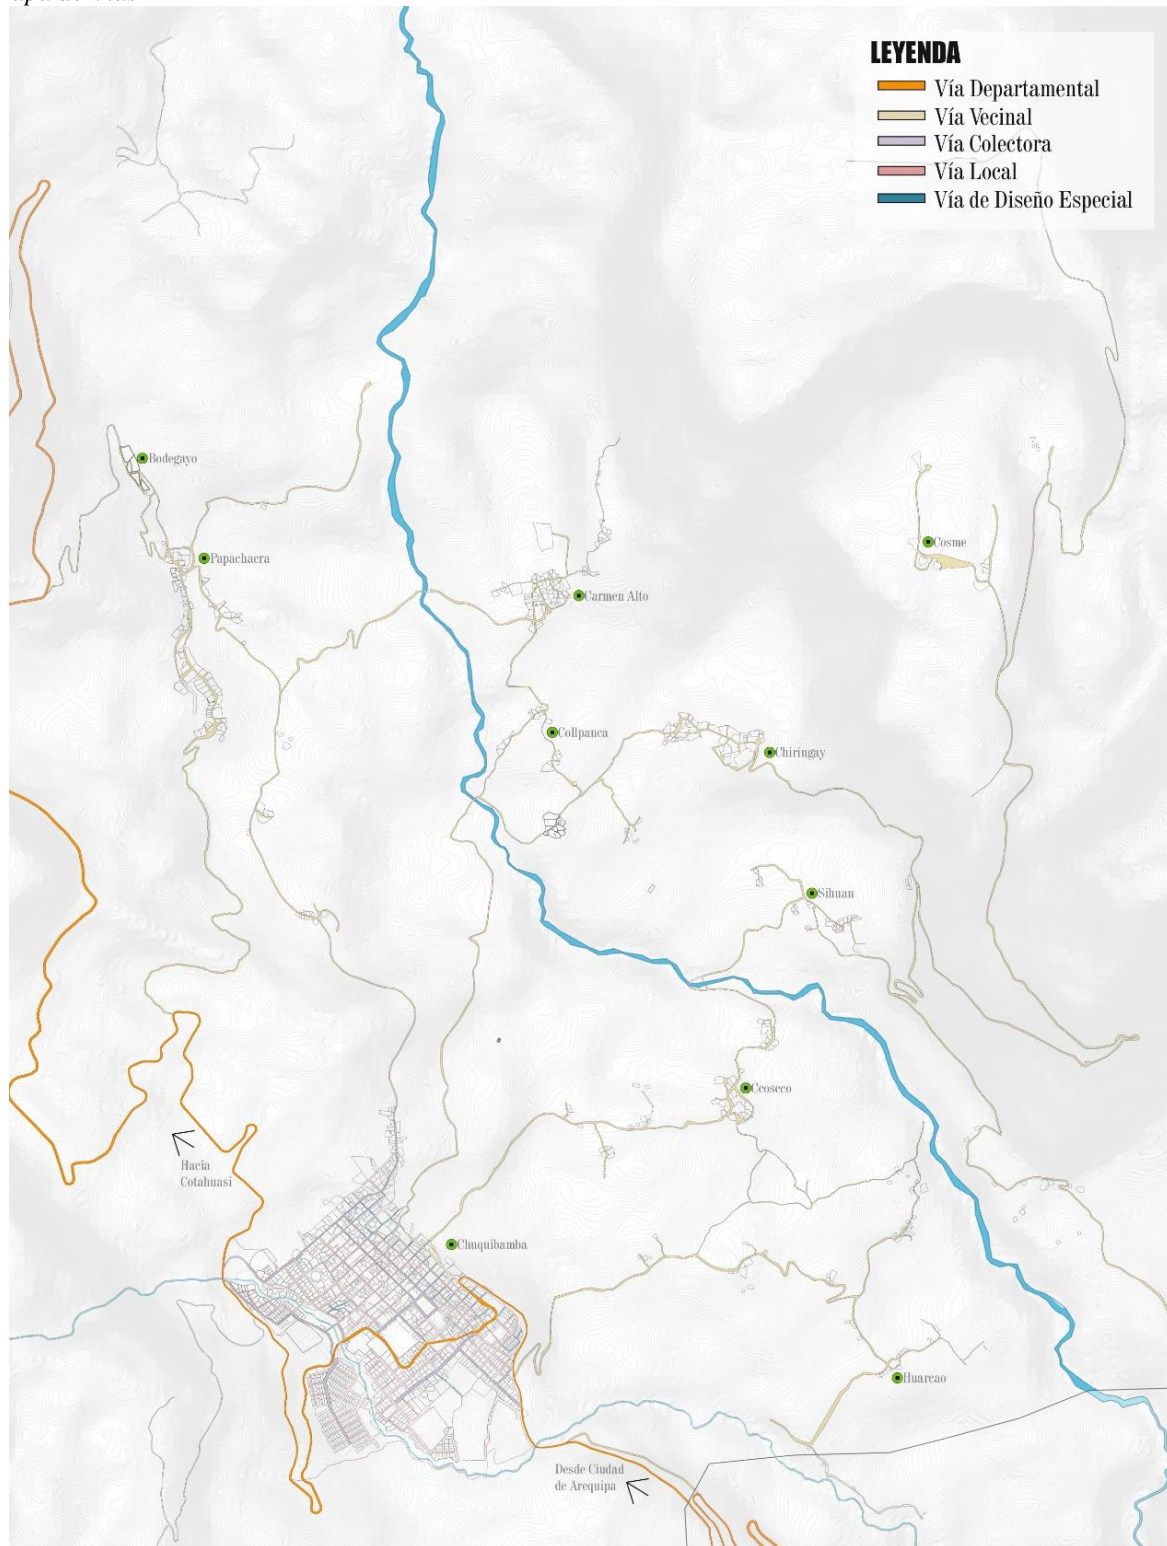 LEYENDA
Vía Departamental
Vía Vecinal
Vía Colectora
Vía Local
Vía de Diseño Especial
Bodegayo
Papachacra
Cosme
Carmen Alto
Collpanca
Chiringay
Sihuan
Ccoscco
Hacia
Cotahuasi
Chuquibamba
Huarcao
Desde Ciudad
de Arequipa